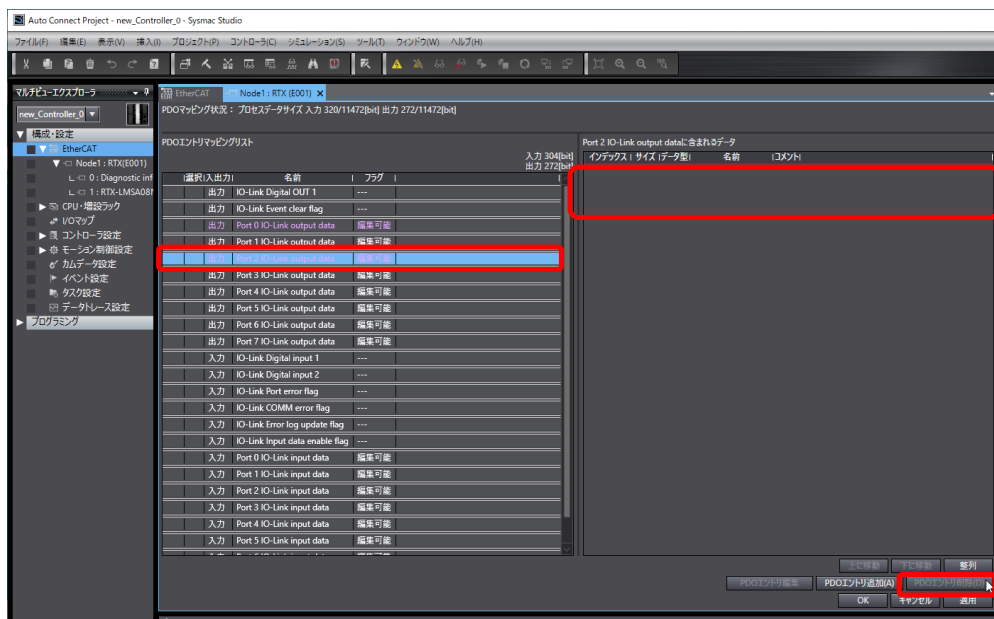 Auto Connect Project - new_Controller_0 - Sysmac Studio
ファイル(F) 編集(E) 表示(V) 挿入(I) プロジェクト(P) コントローラ(C) シミュレーション(S) ツール(T) ウィンドウ(W) ヘルプ(H)
マルチビューエクスプローラ
new_Controller_0
構成・設定
EtherCAT
Node1 : RTX(E001)
0 : Diagnostic inf
1 : RTX-LMSA08
CPU・増設ラック
I/Oマップ
コントローラ設定
モーション制御設定
カムデータ設定
イベント設定
タスク設定
データトレース設定
プログラミング
EtherCAT Node1 : RTX (E001)
PDOマッピング状況 : プロセスデータサイズ 入力 320/11472[bit] 出力 272/11472[bit]
PDOエントリマッピングリスト
入力 304[bit]
出力 272[bit]
選択 入出力 名前 フラグ
出力 IO-Link Digital OUT 1 ---
出力 IO-Link Event clear flag ---
出力 Port 0 IO-Link output data 編集可能
出力 Port 1 IO-Link output data 編集可能
出力 Port 2 IO-Link output data 編集可能
出力 Port 3 IO-Link output data 編集可能
出力 Port 4 IO-Link output data 編集可能
出力 Port 5 IO-Link output data 編集可能
出力 Port 6 IO-Link output data 編集可能
出力 Port 7 IO-Link output data 編集可能
入力 IO-Link Digital input 1 ---
入力 IO-Link Digital input 2 ---
入力 IO-Link Port error flag ---
入力 IO-Link COMM error flag ---
入力 IO-Link Error log update flag ---
入力 IO-Link Input data enable flag ---
入力 Port 0 IO-Link input data 編集可能
入力 Port 1 IO-Link input data 編集可能
入力 Port 2 IO-Link input data 編集可能
入力 Port 3 IO-Link input data 編集可能
入力 Port 4 IO-Link input data 編集可能
入力 Port 5 IO-Link input data 編集可能
Port 2 IO-Link output dataに含まれるデータ
インデックス サイズ データ型 名前 コメント
上に移動 下に移動 整列
PDOエントリ編集 PDOエントリ追加(A) PDOエントリ削除(D)
OK キャンセル 適用